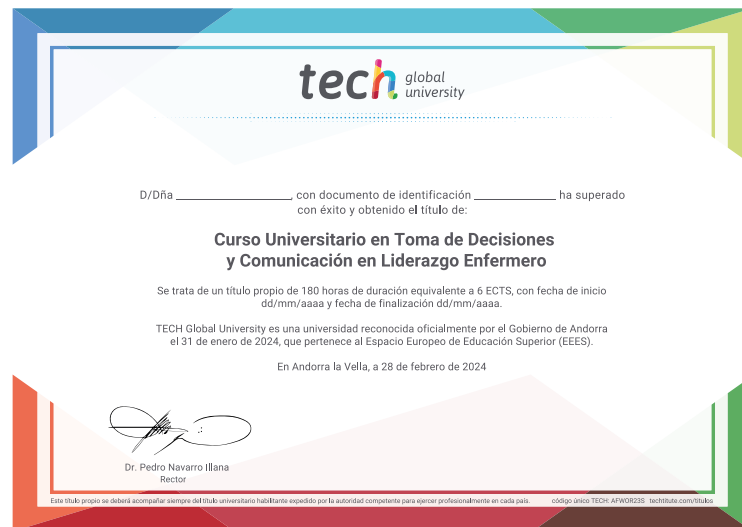 tech global university
D/Dña ______________________, con documento de identificación _______________ ha superado
con éxito y obtenido el título de:
Curso Universitario en Toma de Decisiones
y Comunicación en Liderazgo Enfermero
Se trata de un título propio de 180 horas de duración equivalente a 6 ECTS, con fecha de inicio
dd/mm/aaaa y fecha de finalización dd/mm/aaaa.
TECH Global University es una universidad reconocida oficialmente por el Gobierno de Andorra
el 31 de enero de 2024, que pertenece al Espacio Europeo de Educación Superior (EEES).
En Andorra la Vella, a 28 de febrero de 2024
Dr. Pedro Navarro Illana
Rector
Este título propio se deberá acompañar siempre del título universitario habilitante expedido por la autoridad competente para ejercer profesionalmente en cada país. código único TECH: AFWOR23S techtitute.com/titulos